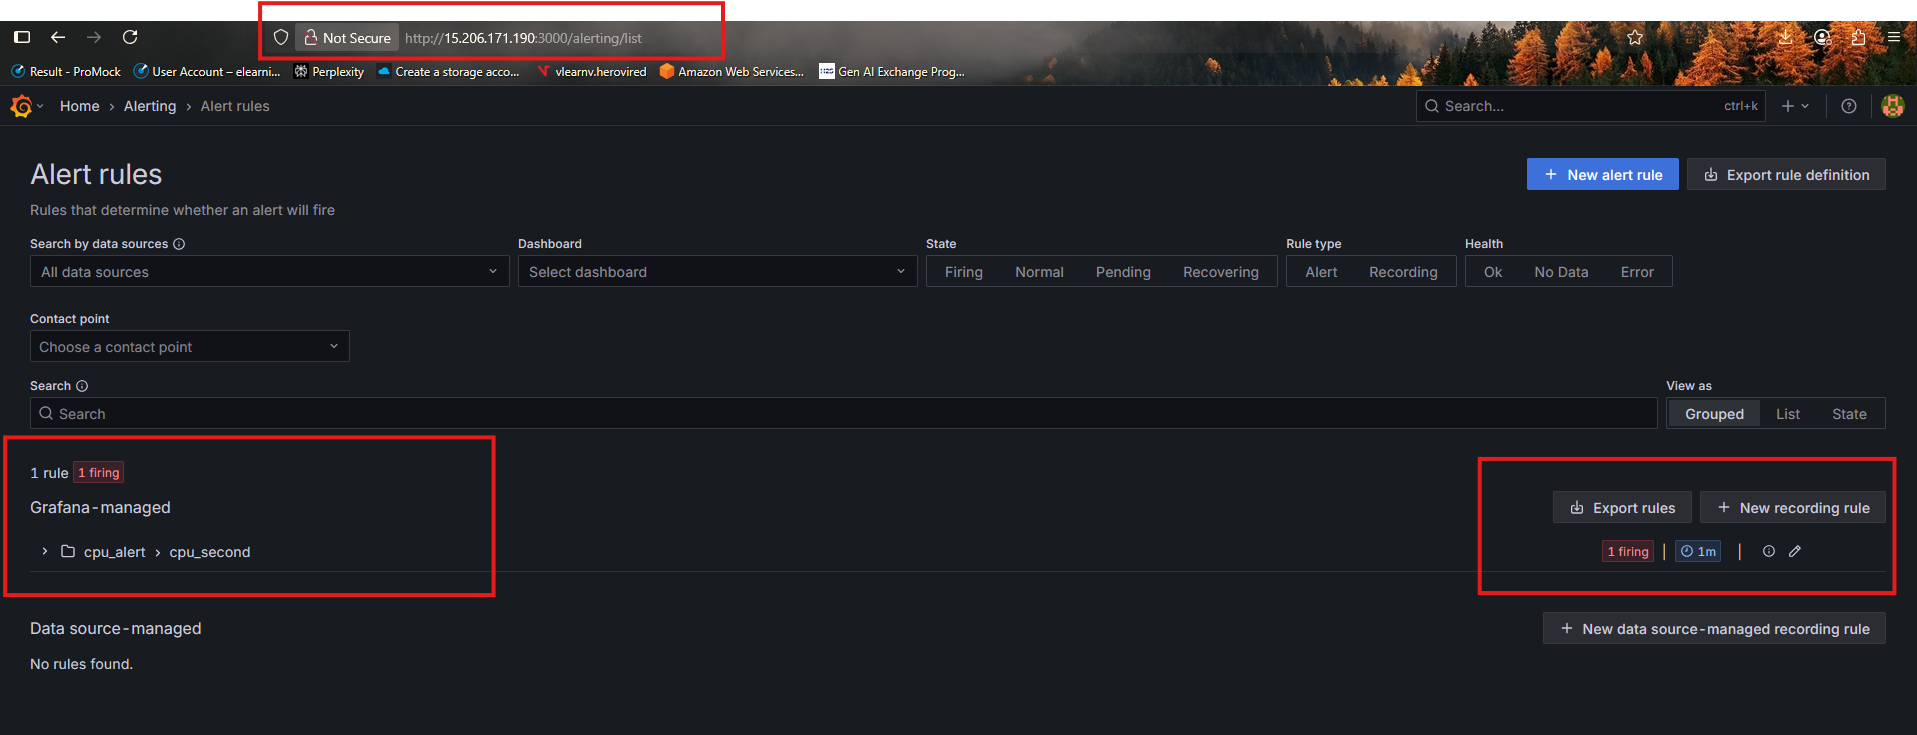 Not Secure http://15.206.171.190:3000/alerting/list
Result - ProMock User Account – elearni... Perplexity Create a storage acco... vlearnv.herovired Amazon Web Services... Gen AI Exchange Prog...
Home › Alerting › Alert rules Search... ctrl+k
Alert rules
+ New alert rule Export rule definition
Rules that determine whether an alert will fire
Search by data sources Dashboard State Rule type Health
All data sources Select dashboard Firing Normal Pending Recovering Alert Recording Ok No Data Error
Contact point
Choose a contact point
Search View as
Search Grouped List State
1 rule 1 firing
Grafana-managed Export rules + New recording rule
cpu_alert › cpu_second 1 firing | 1m |
Data source-managed + New data source-managed recording rule
No rules found.